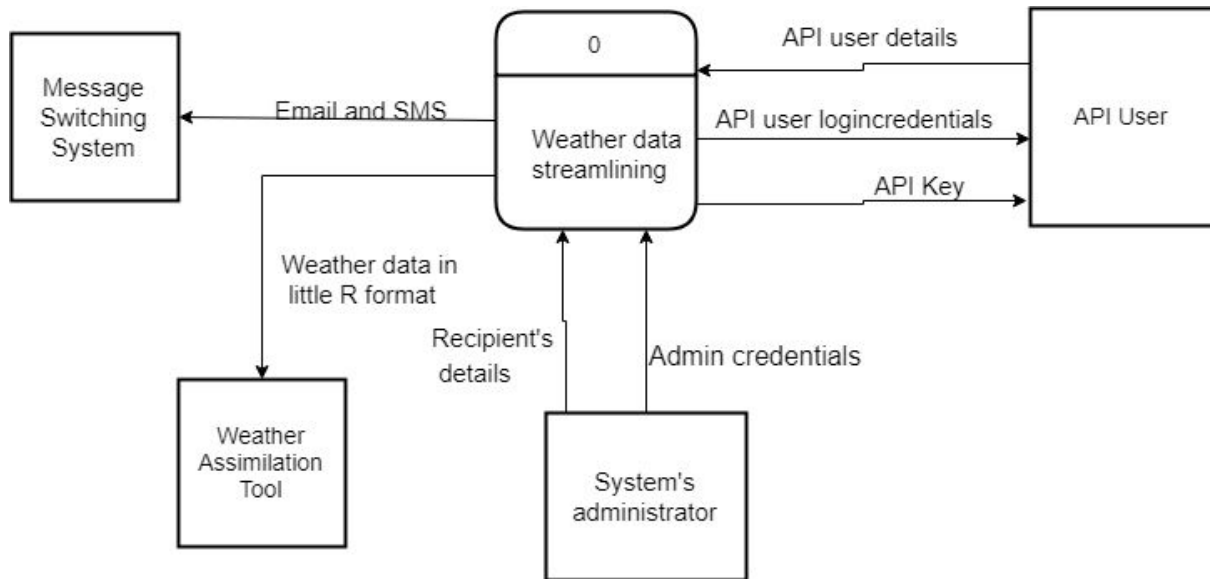 0
API user details
Message
Switching
System
Email and SMS
Weather data
streamlining
API user logincredentials
API User
API Key
Weather data in
little R format
Recipient's
details
Admin credentials
Weather
Assimilation
Tool
System's
administrator